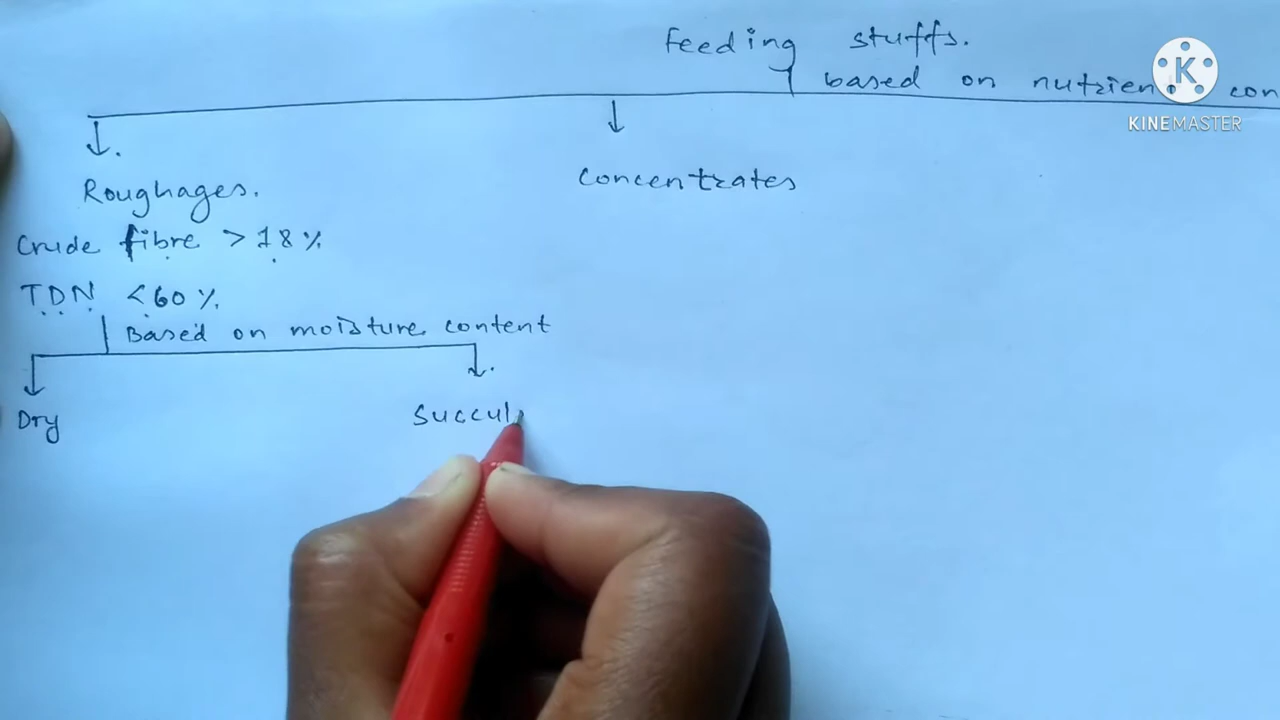 Feeding stuffs.
based on nutrien con
K
KINEMASTER
Roughages.
Concentrates
Crude fibre > 18 %
TDN < 60 %
Based on moisture content
Dry
Succul